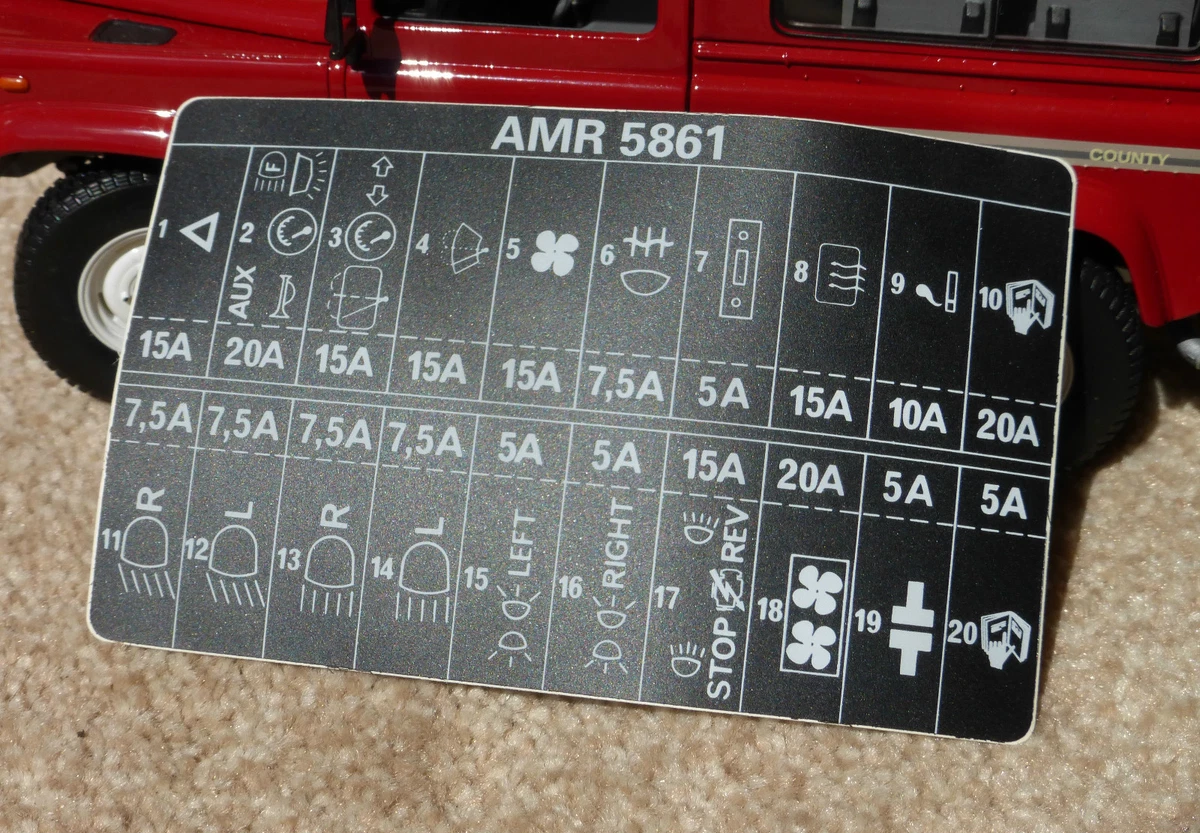 AMR 5861
COUNTY
1 2 F AUX 3 4 5 6 7 8 9 10
15A 20A 15A 15A 15A 7,5A 5A 15A 10A 20A
7,5A 7,5A 7,5A 7,5A 5A 5A 15A 20A 5A 5A
11 R 12 L 13 R 14 L 15 LEFT 16 RIGHT 17 STOP REV 18 19 20